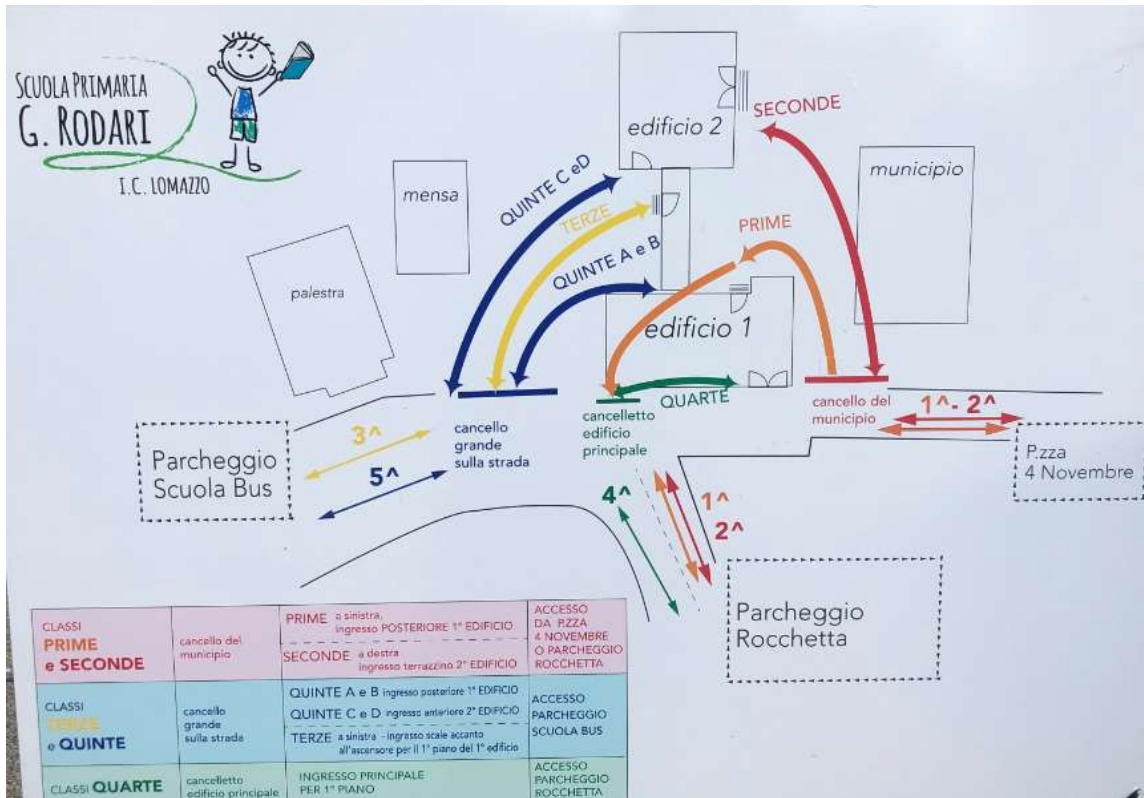 SCUOLA PRIMARIA
G. RODARI
I.C. LOMAZZO
mensa
palestra
edificio 2
SECONDE
municipio
QUINTE C eD
TERZE
QUINTE A e B
PRIME
edificio 1
QUARTE
cancello
grande
sulla strada
cancelletto
edificio
principale
cancello del
municipio
1^- 2^
P.zza
4 Novembre
3^
5^
Parcheggio
Scuola Bus
4^
1^
2^
Parcheggio
Rocchetta
CLASSI
PRIME
e SECONDE
cancello del
municipio
PRIME a sinistra,
ingresso POSTERIORE 1° EDIFICIO
SECONDE a destra
ingresso terrazzino 2° EDIFICIO
ACCESSO
DA P.ZZA
4 NOVEMBRE
O PARCHEGGIO
ROCCHETTA
CLASSI
TERZE
e QUINTE
cancello
grande
sulla strada
QUINTE A e B ingresso posteriore 1° EDIFICIO
QUINTE C e D ingresso anteriore 2° EDIFICIO
TERZE a sinistra - ingresso scale accanto
all'ascensore per il 1° piano del 1° edificio
ACCESSO
PARCHEGGIO
SCUOLA BUS
CLASSI QUARTE
cancelletto
edificio principale
INGRESSO PRINCIPALE
PER 1° PIANO
ACCESSO
PARCHEGGIO
ROCCHETTA